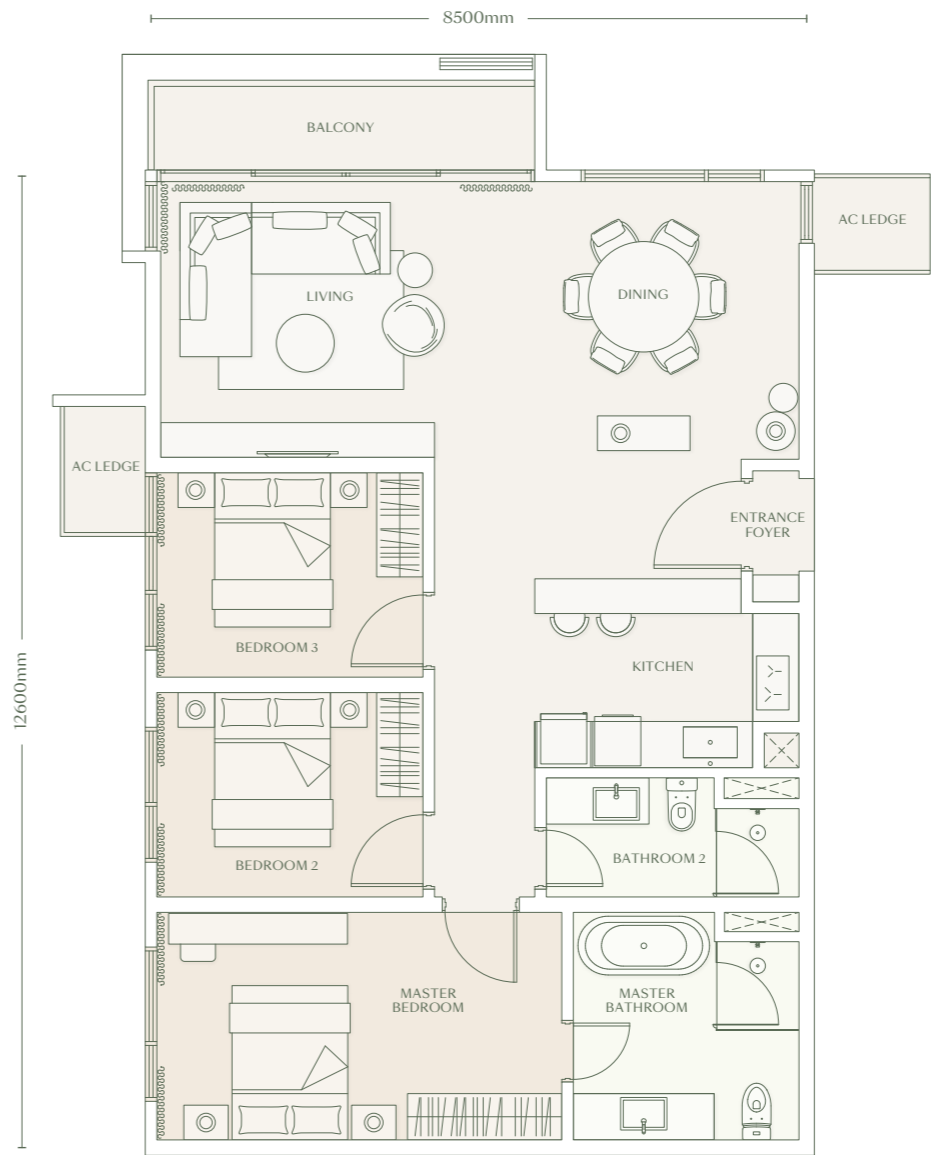 8500mm
BALCONY
AC LEDGE
LIVING
DINING
AC LEDGE
ENTRANCE
FOYER
12600mm
BEDROOM 3
KITCHEN
BEDROOM 2
BATHROOM 2
MASTER
BEDROOM
MASTER
BATHROOM